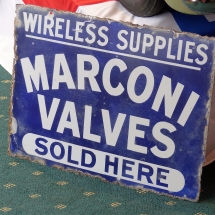 WIRELESS SUPPLIES
MARCONI
VALVES
SOLD HERE